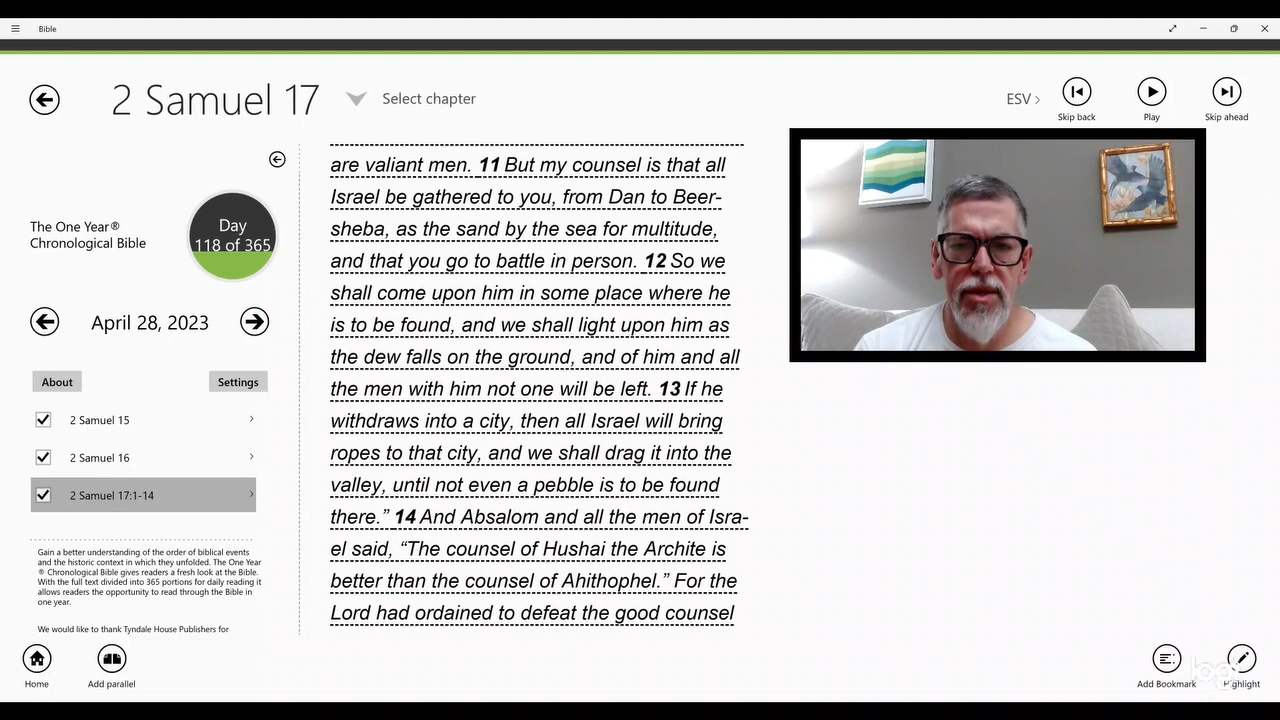 Bible
2 Samuel 17
Select chapter
ESV
Skip back
Play
Skip ahead
The One Year®
Chronological Bible
Day
118 of 365
April 28, 2023
About
Settings
2 Samuel 15
2 Samuel 16
2 Samuel 17:1-14
Gain a better understanding of the order of biblical events
and the historic context in which they unfolded. The One Year
® Chronological Bible gives readers a fresh look at the Bible.
With the full text divided into 365 portions for daily reading it
allows readers the opportunity to read through the Bible in
one year.
We would like to thank Tyndale House Publishers for
are valiant men. 11 But my counsel is that all
Israel be gathered to you, from Dan to Beer-
sheba, as the sand by the sea for multitude,
and that you go to battle in person. 12 So we
shall come upon him in some place where he
is to be found, and we shall light upon him as
the dew falls on the ground, and of him and all
the men with him not one will be left. 13 If he
withdraws into a city, then all Israel will bring
ropes to that city, and we shall drag it into the
valley, until not even a pebble is to be found
there.” 14 And Absalom and all the men of Isra-
el said, “The counsel of Hushai the Archite is
better than the counsel of Ahithophel.” For the
Lord had ordained to defeat the good counsel
Home
Add parallel
Add Bookmark
Highlight